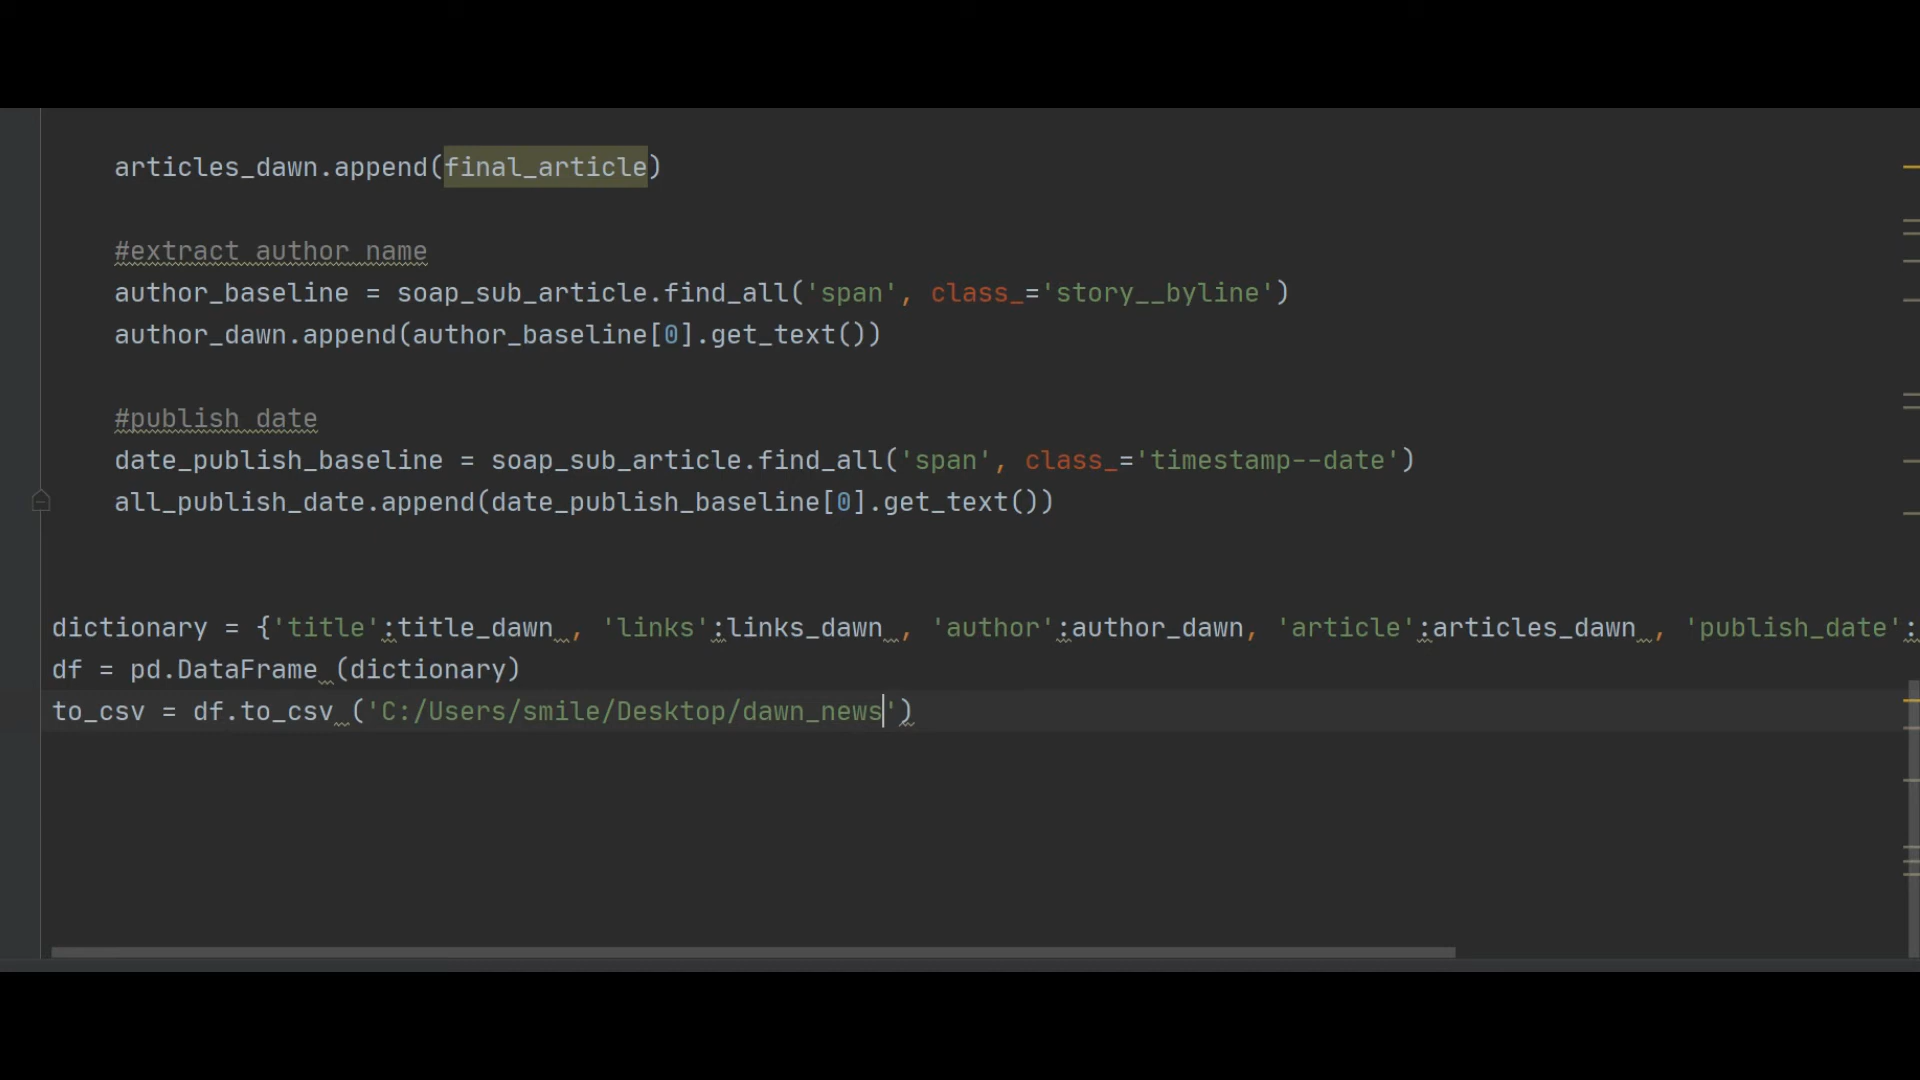 articles_dawn.append(final_article)
#extract author name
author_baseline = soap_sub_article.find_all('span', class_='story__byline')
author_dawn.append(author_baseline[0].get_text())
#publish date
date_publish_baseline = soap_sub_article.find_all('span', class_='timestamp--date')
all_publish_date.append(date_publish_baseline[0].get_text())
dictionary = {'title':title_dawn , 'links':links_dawn , 'author':author_dawn, 'article':articles_dawn , 'publish_date':
df = pd.DataFrame (dictionary)
to_csv = df.to_csv ('C:/Users/smile/Desktop/dawn_news')